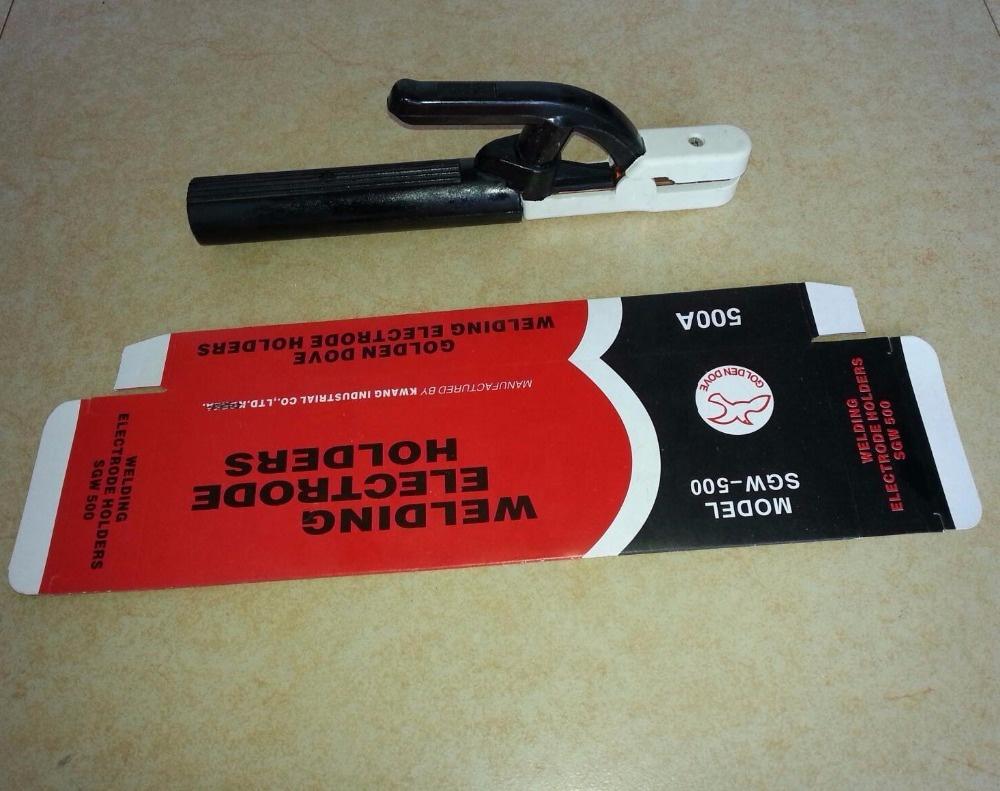 MODEL
SGW-500
GOLDEN DOVE
500A
WELDING
ELECTRODE
HOLDERS
MANUFACTURED BY KWANG INDUSTRIAL CO.,LTD.KOREA.
GOLDEN DOVE
WELDING ELECTRODE HOLDERS
WELDING
ELECTRODE HOLDERS
SGW 500
WELDING
ELECTRODE HOLDERS
SGW 500